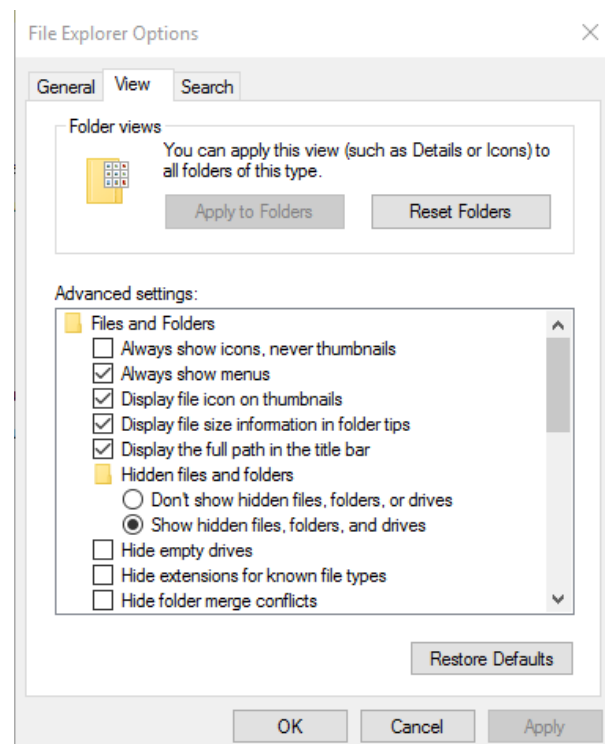 File Explorer Options
General View Search
Folder views
You can apply this view (such as Details or Icons) to
all folders of this type.
Apply to Folders Reset Folders
Advanced settings:
Files and Folders
Always show icons, never thumbnails
Always show menus
Display file icon on thumbnails
Display file size information in folder tips
Display the full path in the title bar
Hidden files and folders
Don't show hidden files, folders, or drives
Show hidden files, folders, and drives
Hide empty drives
Hide extensions for known file types
Hide folder merge conflicts
Restore Defaults
OK Cancel Apply